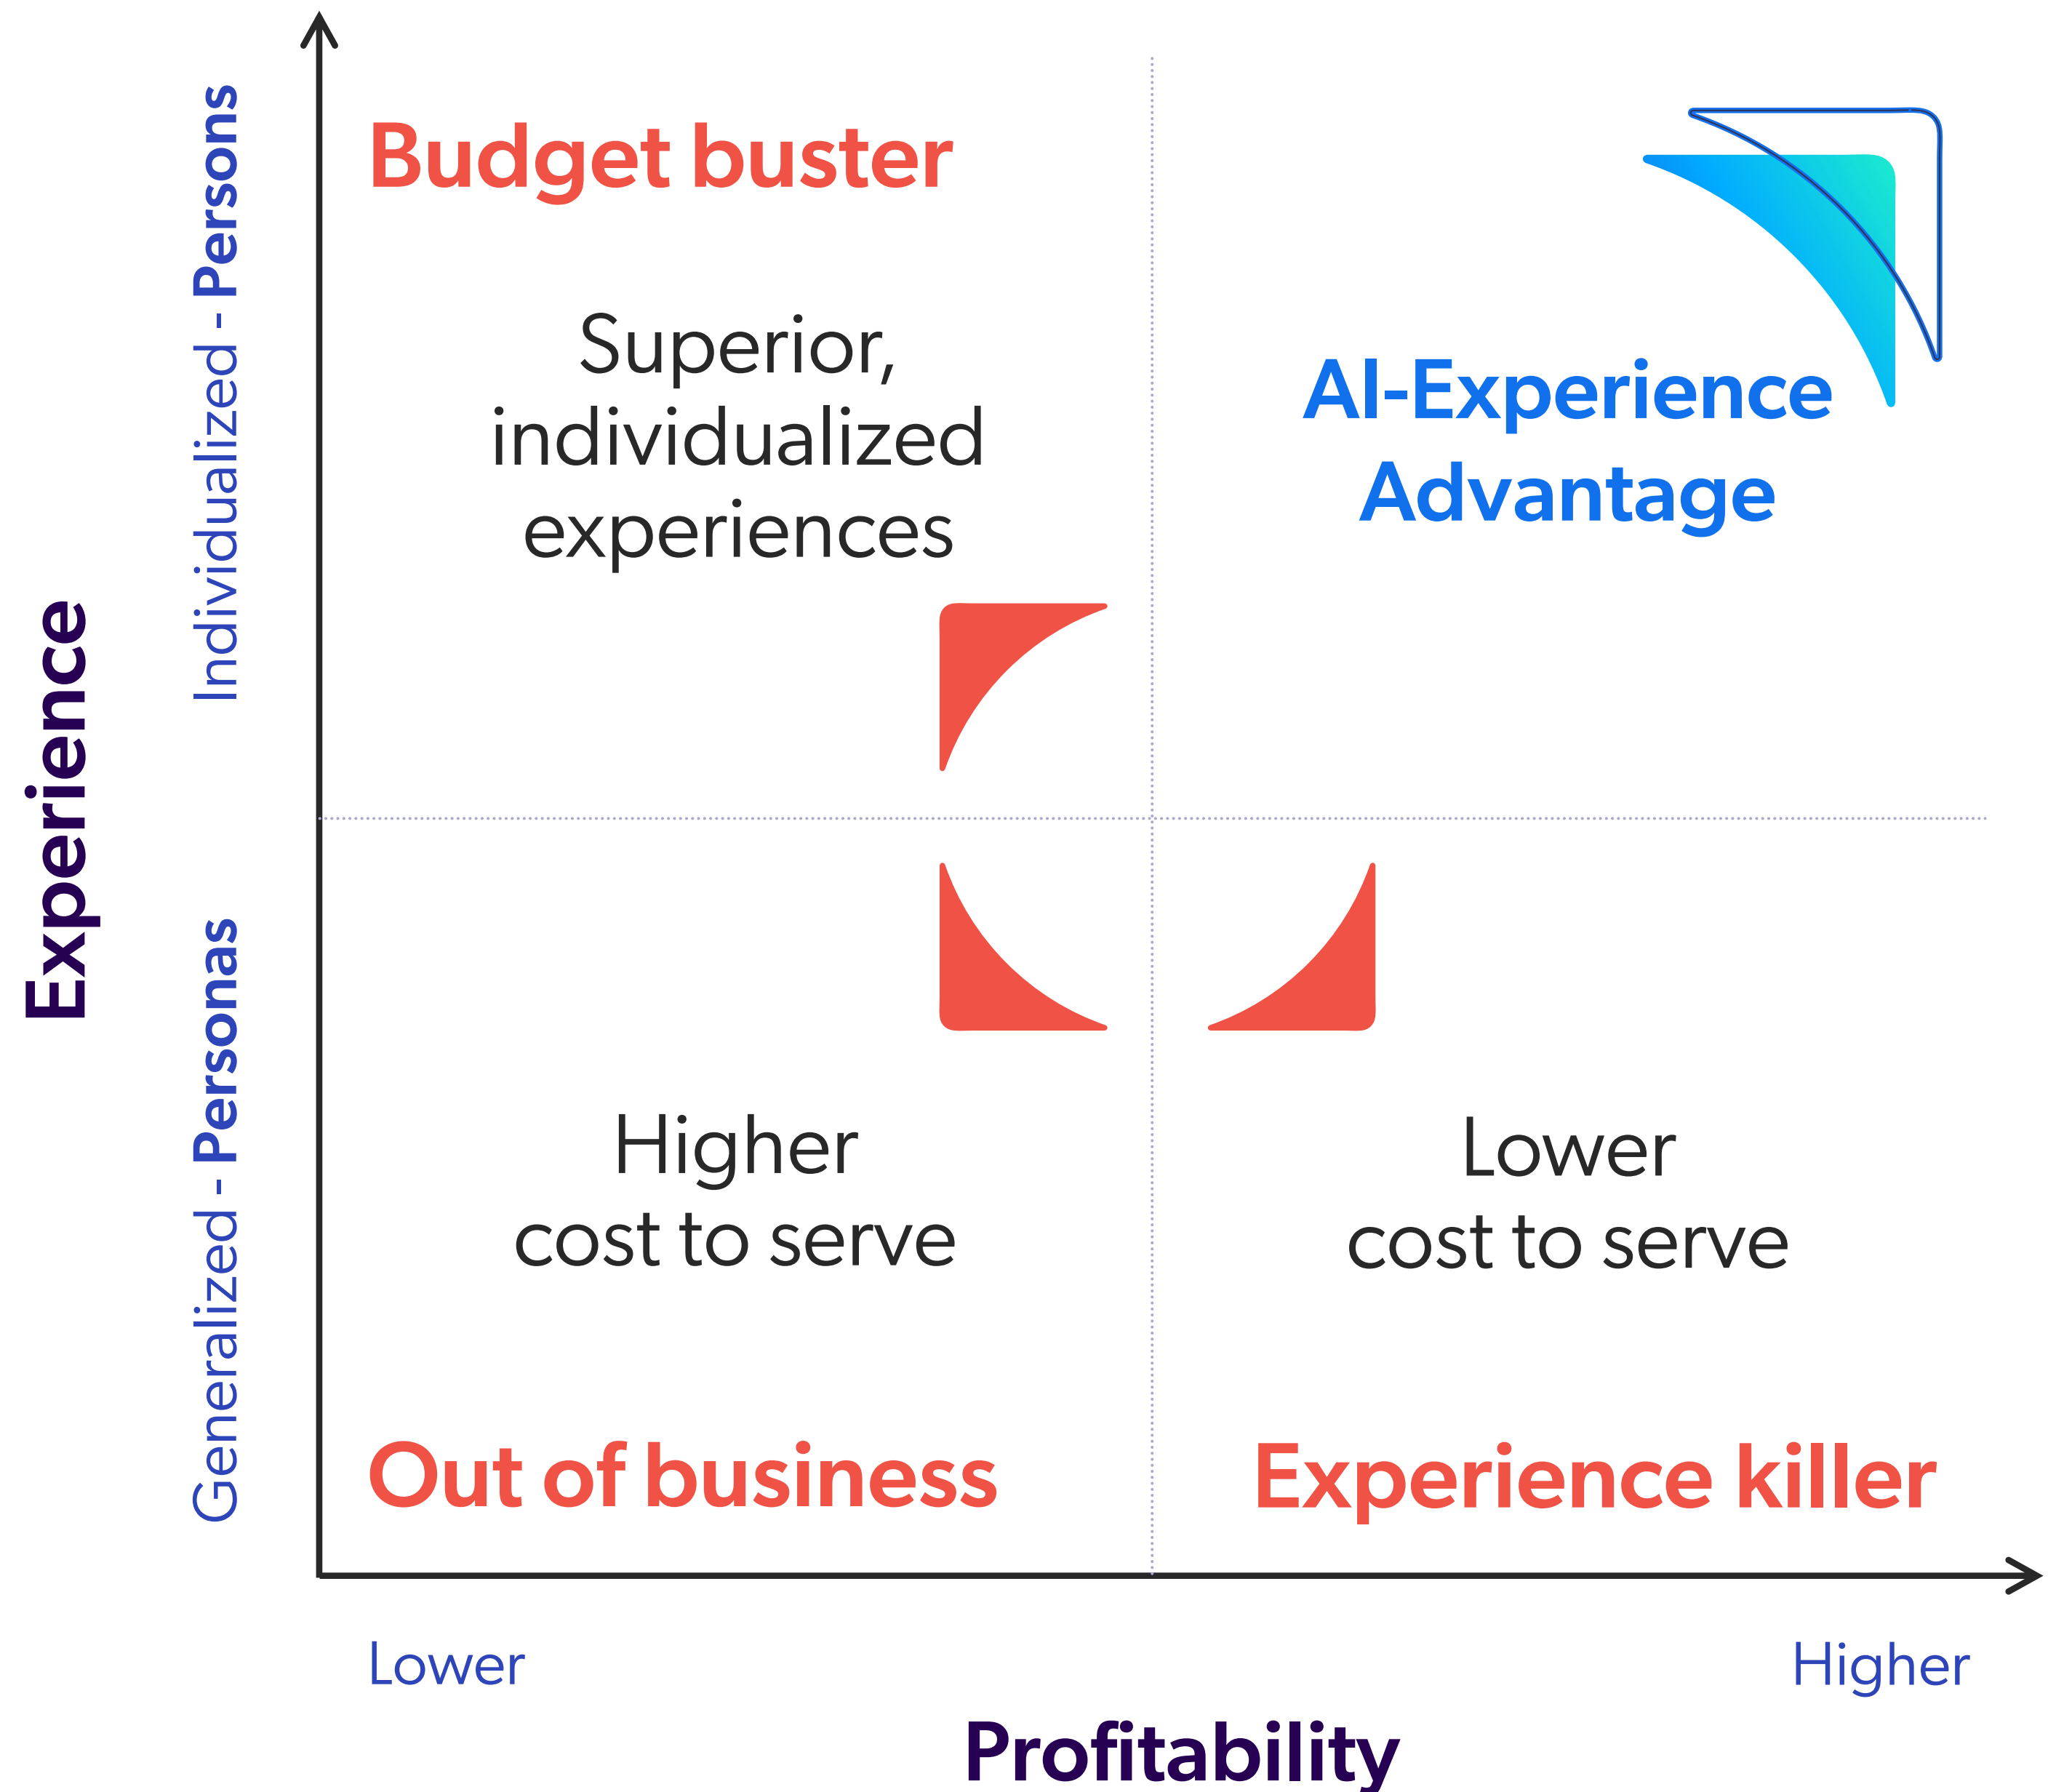 Budget buster
Superior,
individualized
experiences
AI-Experience
Advantage
Experience
Individualized - Persons
Generalized - Personas
Higher
cost to serve
Out of business
Lower
cost to serve
Experience killer
Lower
Higher
Profitability